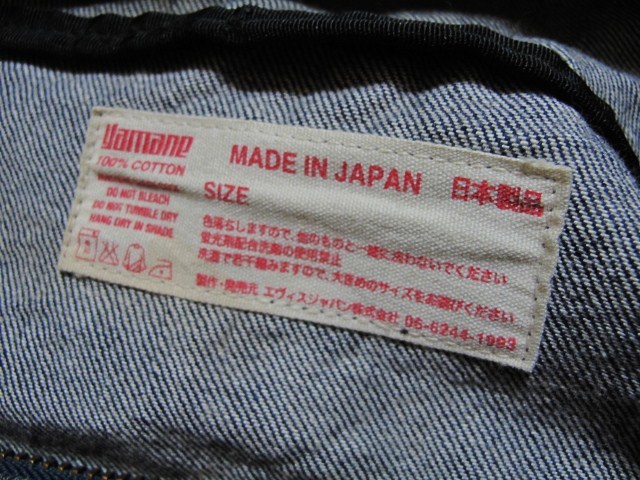 Yamane
100% COTTON
DO NOT BLEACH
DO NOT TUMBLE DRY
HANG DRY IN SHADE
MADE IN JAPAN 日本製品
SIZE
色落ちしますので、他のものと一緒に洗わないでください
蛍光剤配合洗剤の使用禁止
洗濯で若干縮みますので、大きめのサイズをお選びください
製作・発売元 エヴィスジャパン株式会社 06-6244-1993